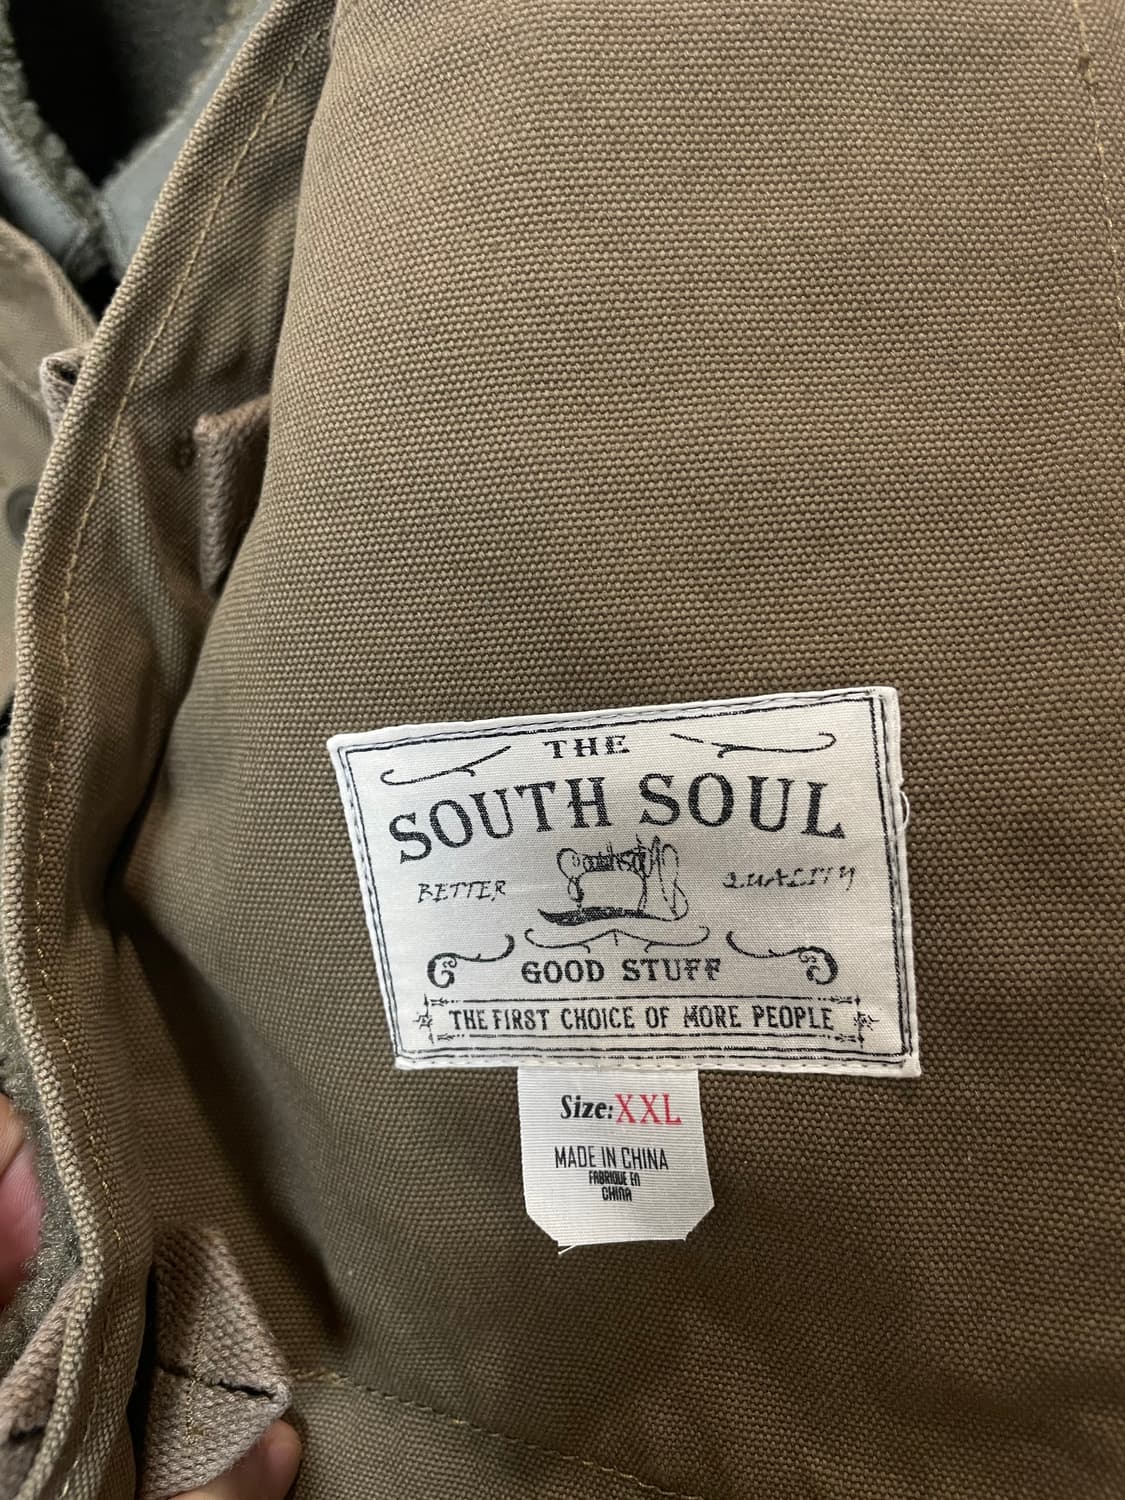 THE
SOUTH SOUL
BETTER QUALITY
GOOD STUFF
THE FIRST CHOICE OF MORE PEOPLE
Size:XXL
MADE IN CHINA
FABRIQUE EN
CHINA